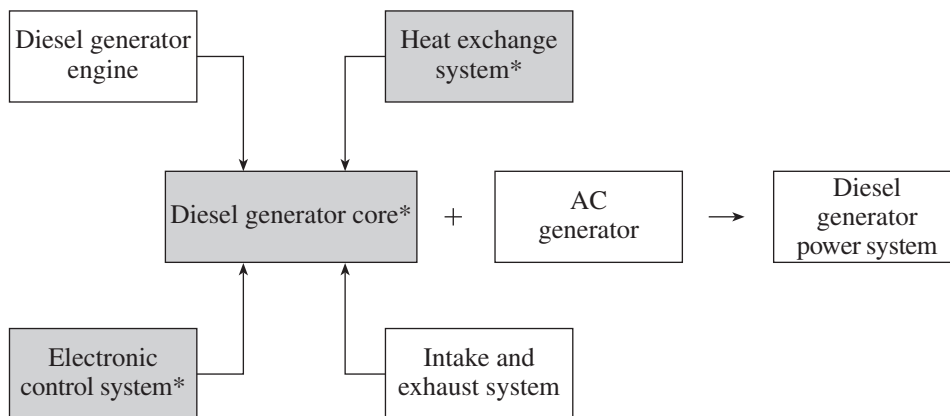 Diesel generator
engine
Heat exchange
system*
Diesel generator core*
+
AC
generator
Diesel
generator
power system
Electronic
control system*
Intake and
exhaust system